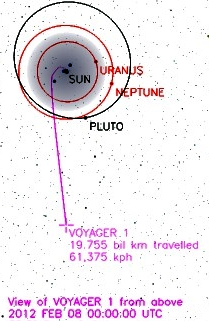 SUN
URANUS
NEPTUNE
PLUTO
VOYAGER 1
19.755 bil km travelled
61,375 kph
View of VOYAGER 1 from above
2012 FEB 08 00:00:00 UTC